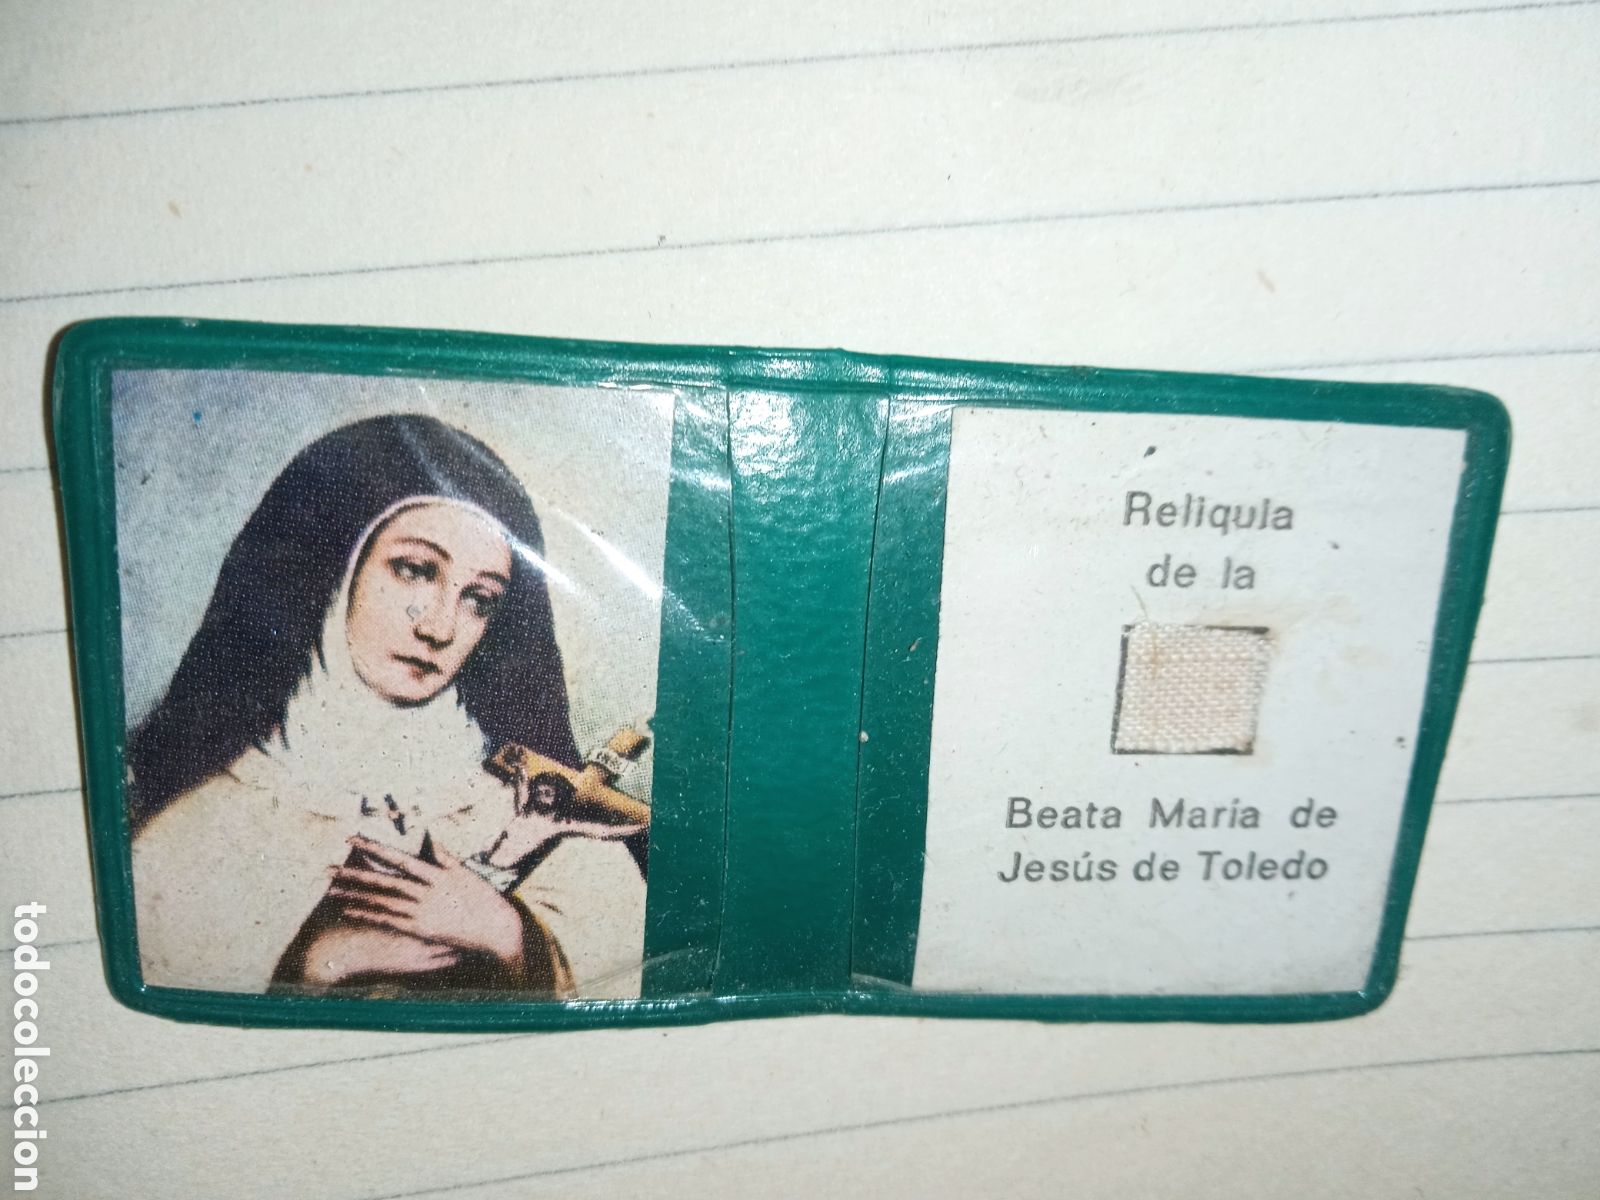 Reliquia
de la
Beata María de
Jesús de Toledo
todocoleccion